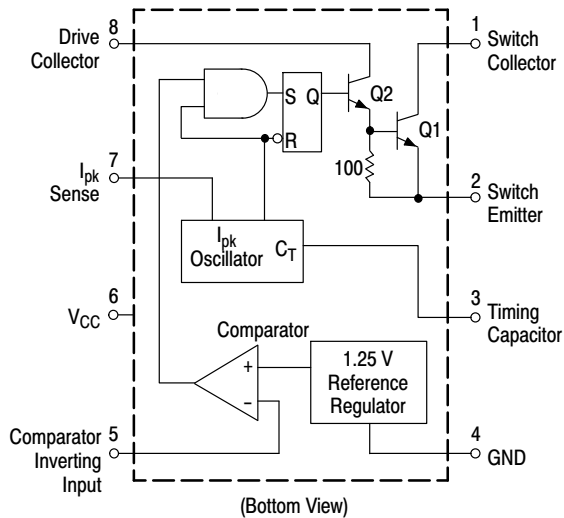 8
Drive
Collector
1
Switch
Collector
S Q
R
Q2
Q1
100
7
Ipk
Sense
2
Switch
Emitter
Ipk
Oscillator
CT
6
VCC
3
Timing
Capacitor
Comparator
+
–
1.25 V
Reference
Regulator
5
Comparator
Inverting
Input
4
GND
(Bottom View)